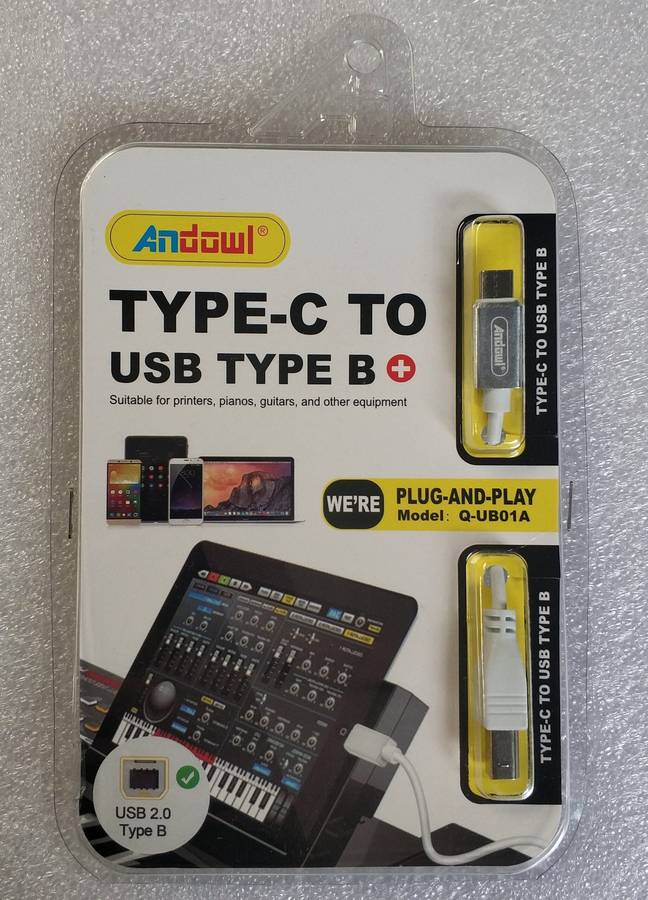 Andowl®
TYPE-C TO
USB TYPE B
Suitable for printers, pianos, guitars, and other equipment
WE'RE
PLUG-AND-PLAY
Model: Q-UB01A
TYPE-C TO USB TYPE B
Andowl
TYPE-C TO USB TYPE B
USB 2.0
Type B